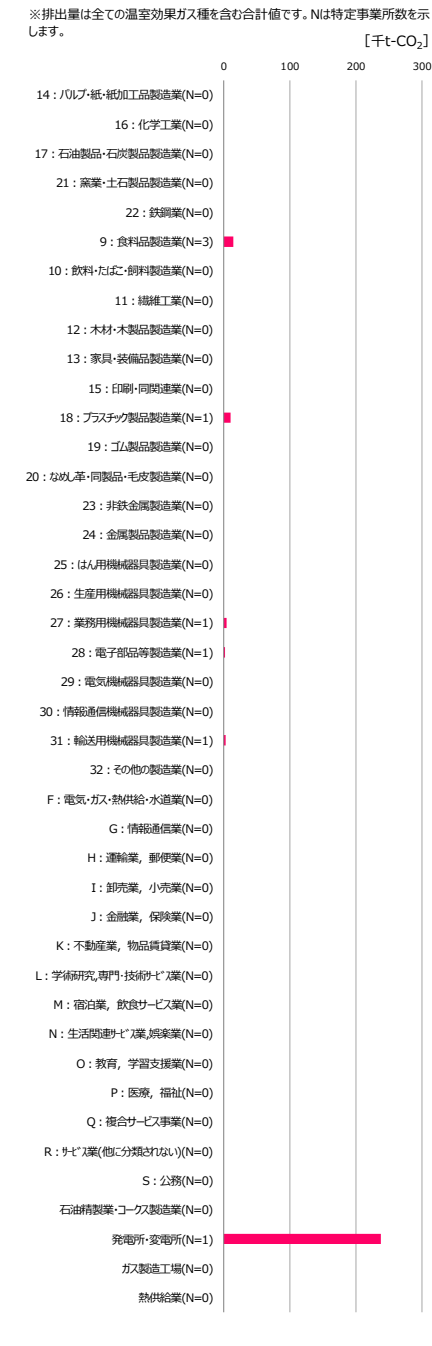 ※排出量は全ての温室効果ガス種を含む合計値です。Nは特定事業所数を示
します。
[千t-CO₂]
0 100 200 300
14：パルプ・紙・紙加工品製造業(N=0)
16：化学工業(N=0)
17：石油製品・石炭製品製造業(N=0)
21：窯業・土石製品製造業(N=0)
22：鉄鋼業(N=0)
9：食料品製造業(N=3)
10：飲料・たばこ・飼料製造業(N=0)
11：繊維工業(N=0)
12：木材・木製品製造業(N=0)
13：家具・装備品製造業(N=0)
15：印刷・同関連業(N=0)
18：プラスチック製品製造業(N=1)
19：ゴム製品製造業(N=0)
20：なめし革・同製品・毛皮製造業(N=0)
23：非鉄金属製造業(N=0)
24：金属製品製造業(N=0)
25：はん用機械器具製造業(N=0)
26：生産用機械器具製造業(N=0)
27：業務用機械器具製造業(N=1)
28：電子部品等製造業(N=1)
29：電気機械器具製造業(N=0)
30：情報通信機械器具製造業(N=0)
31：輸送用機械器具製造業(N=1)
32：その他の製造業(N=0)
F：電気・ガス・熱供給・水道業(N=0)
G：情報通信業(N=0)
H：運輸業，郵便業(N=0)
I：卸売業，小売業(N=0)
J：金融業，保険業(N=0)
K：不動産業，物品賃貸業(N=0)
L：学術研究,専門・技術ｻｰﾋﾞｽ業(N=0)
M：宿泊業，飲食サービス業(N=0)
N：生活関連ｻｰﾋﾞｽ業,娯楽業(N=0)
O：教育，学習支援業(N=0)
P：医療，福祉(N=0)
Q：複合サービス事業(N=0)
R：ｻｰﾋﾞｽ業(他に分類されない)(N=0)
S：公務(N=0)
石油精製業・コークス製造業(N=0)
発電所・変電所(N=1)
ガス製造工場(N=0)
熱供給業(N=0)